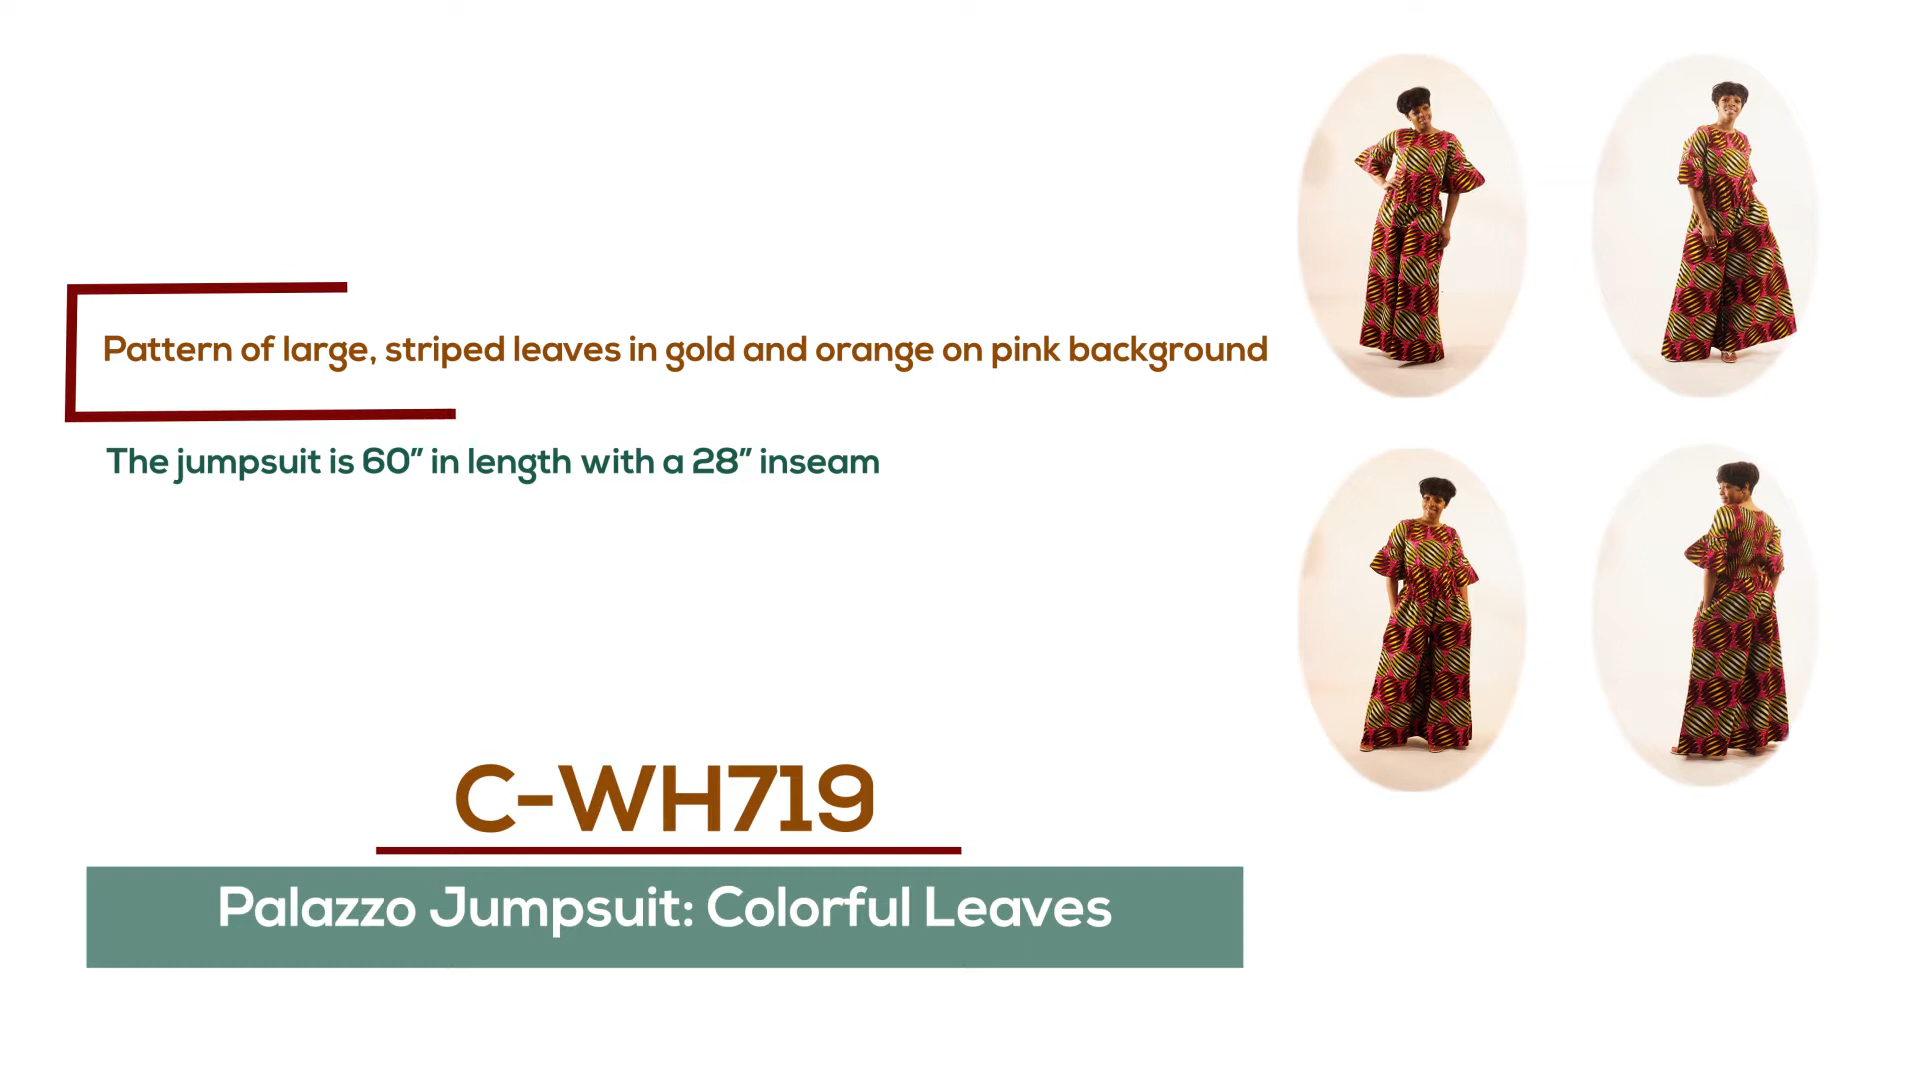 Pattern of large, striped leaves in gold and orange on pink background
The jumpsuit is 60” in length with a 28” inseam
C-WH719
Palazzo Jumpsuit: Colorful Leaves